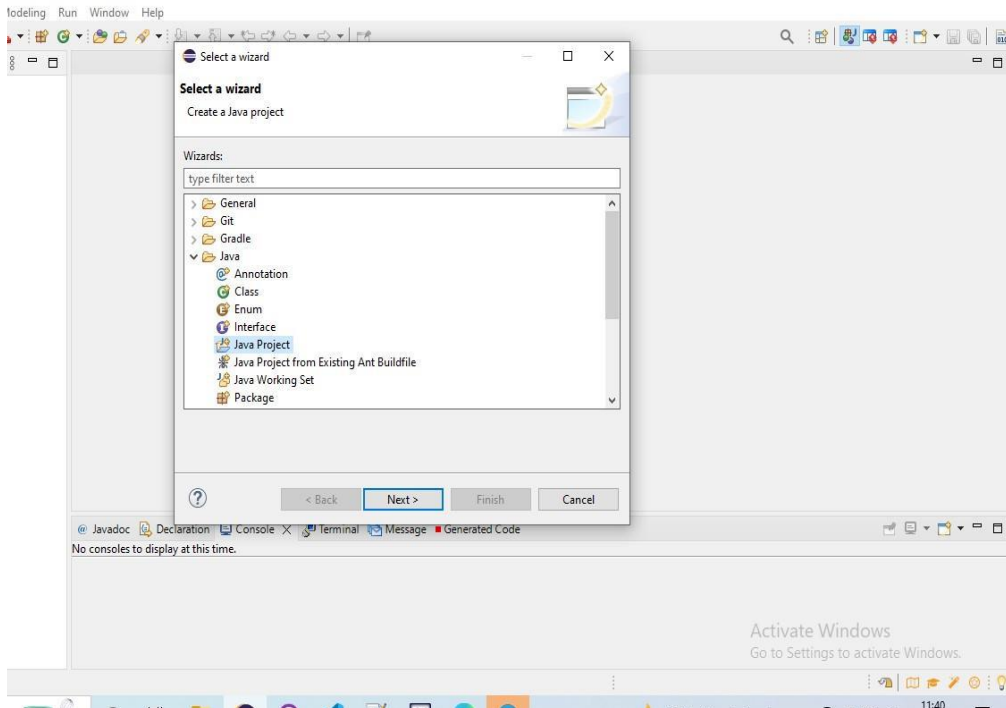 Modeling Run Window Help
Select a wizard
Select a wizard
Create a Java project
Wizards:
type filter text
General
Git
Gradle
Java
Annotation
Class
Enum
Interface
Java Project
Java Project from Existing Ant Buildfile
Java Working Set
Package
< Back Next > Finish Cancel
@ Javadoc Declaration Console Terminal Message Generated Code
No consoles to display at this time.
Activate Windows
Go to Settings to activate Windows.
11:40